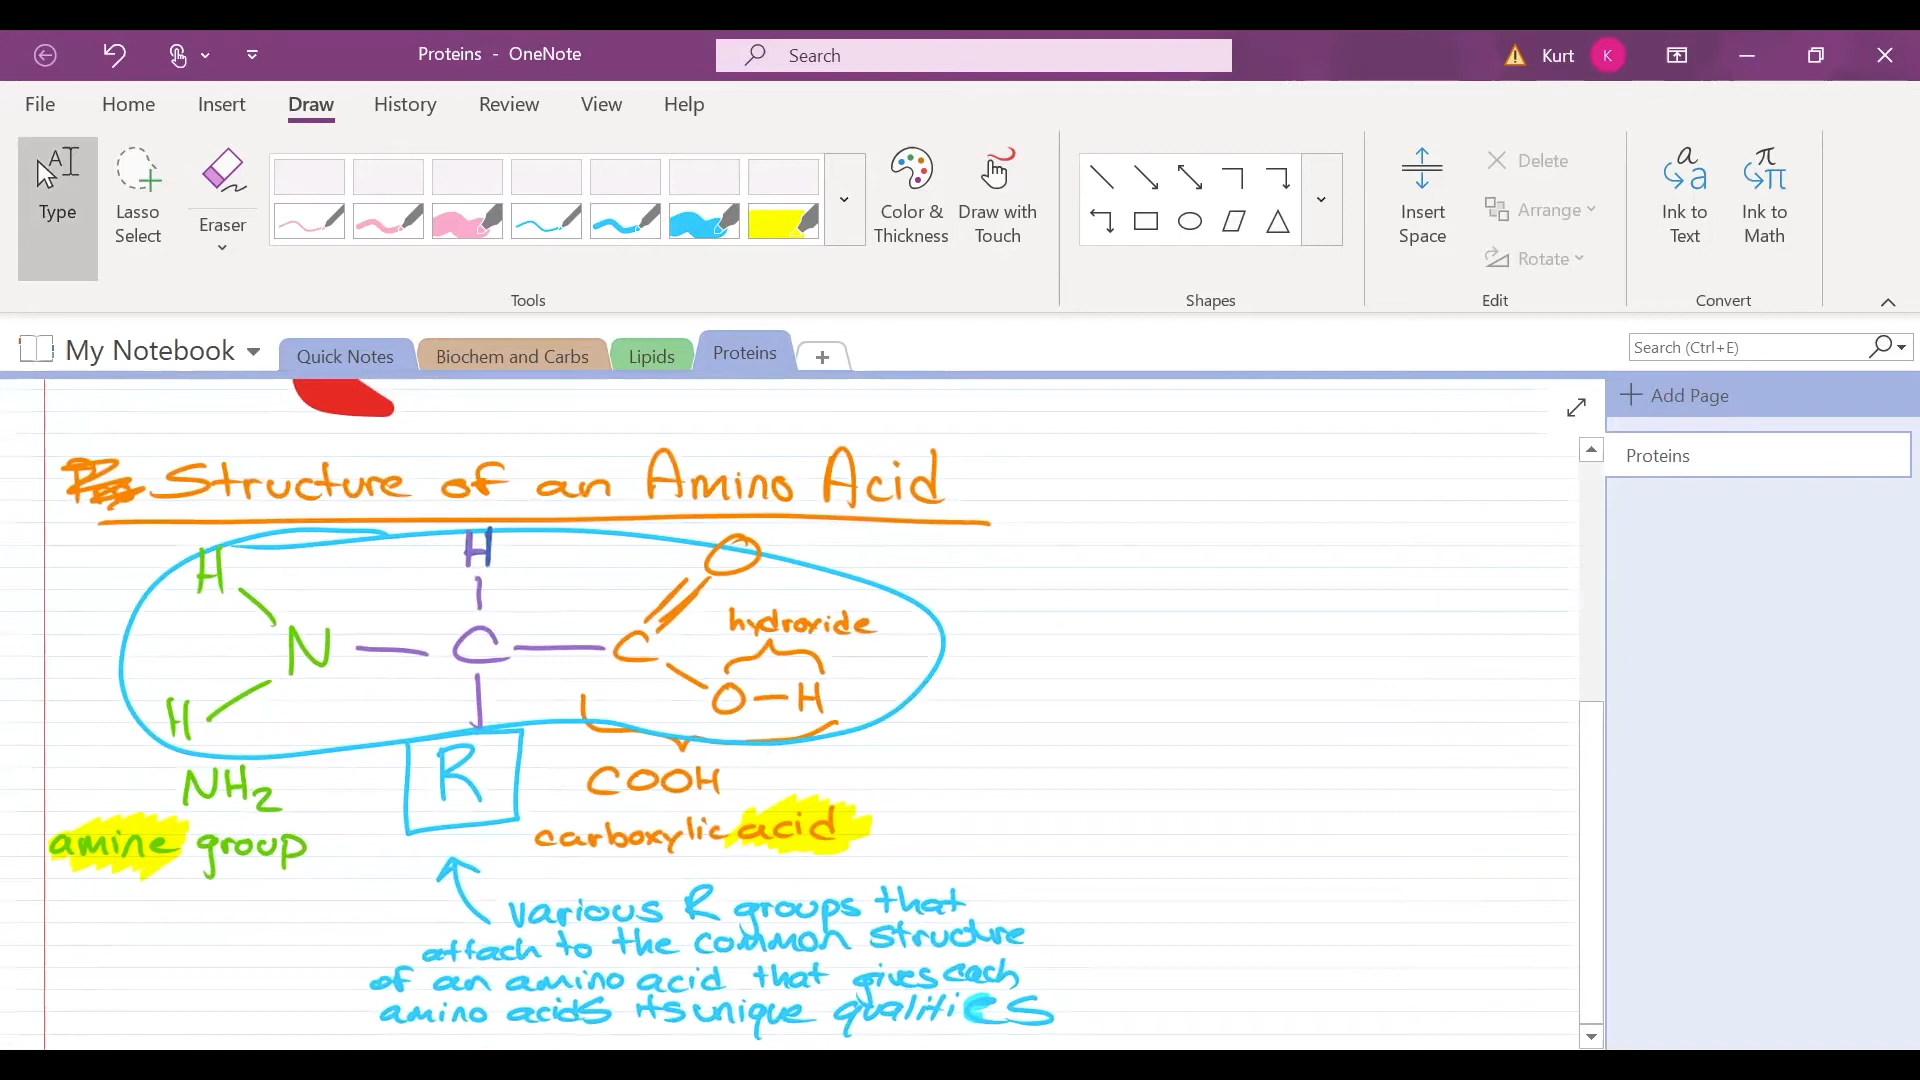 Proteins - OneNote
Search
Kurt
K
File Home Insert Draw History Review View Help
Type
Lasso Select
Eraser
Color & Thickness
Draw with Touch
Insert Space
Delete
Arrange
Rotate
Ink to Text
Ink to Math
Tools
Shapes
Edit
Convert
My Notebook
Quick Notes
Biochem and Carbs
Lipids
Proteins
Search (Ctrl+E)
Add Page
Proteins
Structure of an Amino Acid
H H O
hydroxide
N — C — C
H O — H
NH2 R COOH
amine group carboxylic acid
various R groups that
attach to the common structure
of an amino acid that gives each
amino acids its unique qualities